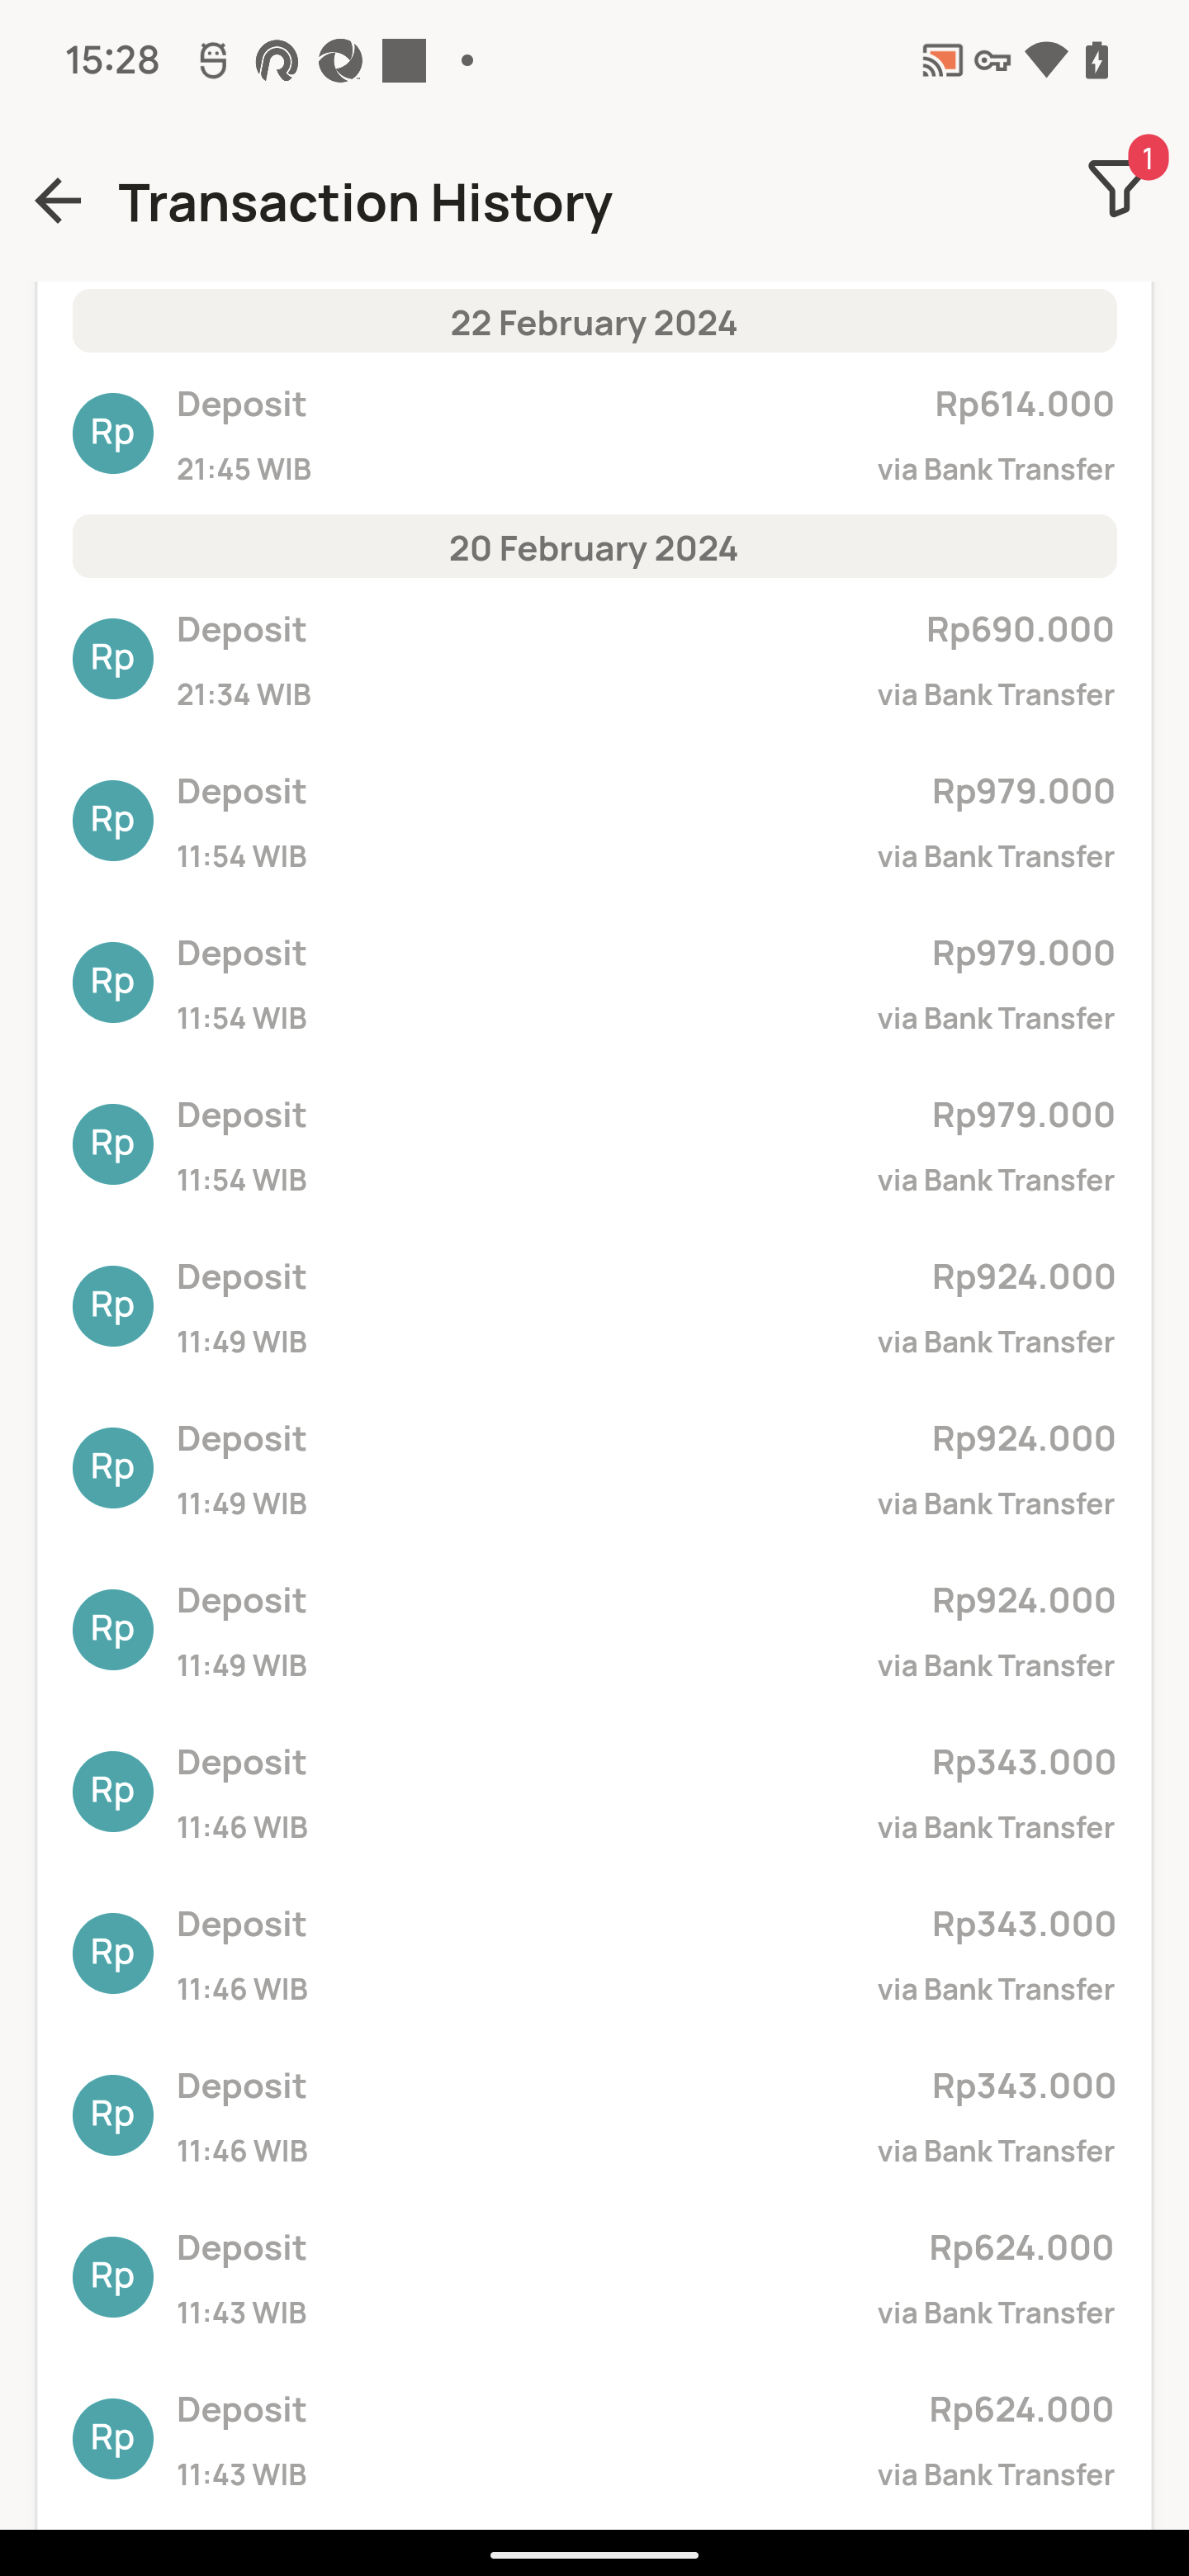 15:28
1
Transaction History
22 February 2024
Rp
Deposit
Rp614.000
21:45 WIB
via Bank Transfer
20 February 2024
Rp
Deposit
Rp690.000
21:34 WIB
via Bank Transfer
Rp
Deposit
Rp979.000
11:54 WIB
via Bank Transfer
Rp
Deposit
Rp979.000
11:54 WIB
via Bank Transfer
Rp
Deposit
Rp979.000
11:54 WIB
via Bank Transfer
Rp
Deposit
Rp924.000
11:49 WIB
via Bank Transfer
Rp
Deposit
Rp924.000
11:49 WIB
via Bank Transfer
Rp
Deposit
Rp924.000
11:49 WIB
via Bank Transfer
Rp
Deposit
Rp343.000
11:46 WIB
via Bank Transfer
Rp
Deposit
Rp343.000
11:46 WIB
via Bank Transfer
Rp
Deposit
Rp343.000
11:46 WIB
via Bank Transfer
Rp
Deposit
Rp624.000
11:43 WIB
via Bank Transfer
Rp
Deposit
Rp624.000
11:43 WIB
via Bank Transfer